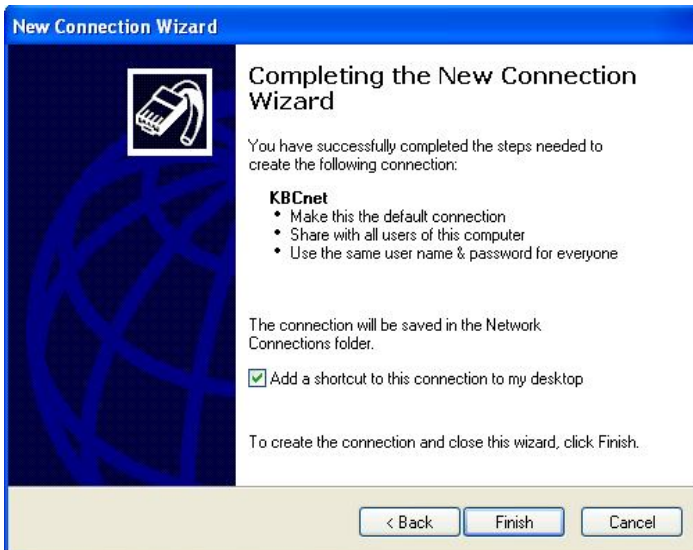 New Connection Wizard
Completing the New Connection
Wizard
You have successfully completed the steps needed to
create the following connection:
KBCnet
• Make this the default connection
• Share with all users of this computer
• Use the same user name & password for everyone
The connection will be saved in the Network
Connections folder.
Add a shortcut to this connection to my desktop
To create the connection and close this wizard, click Finish.
< Back Finish Cancel